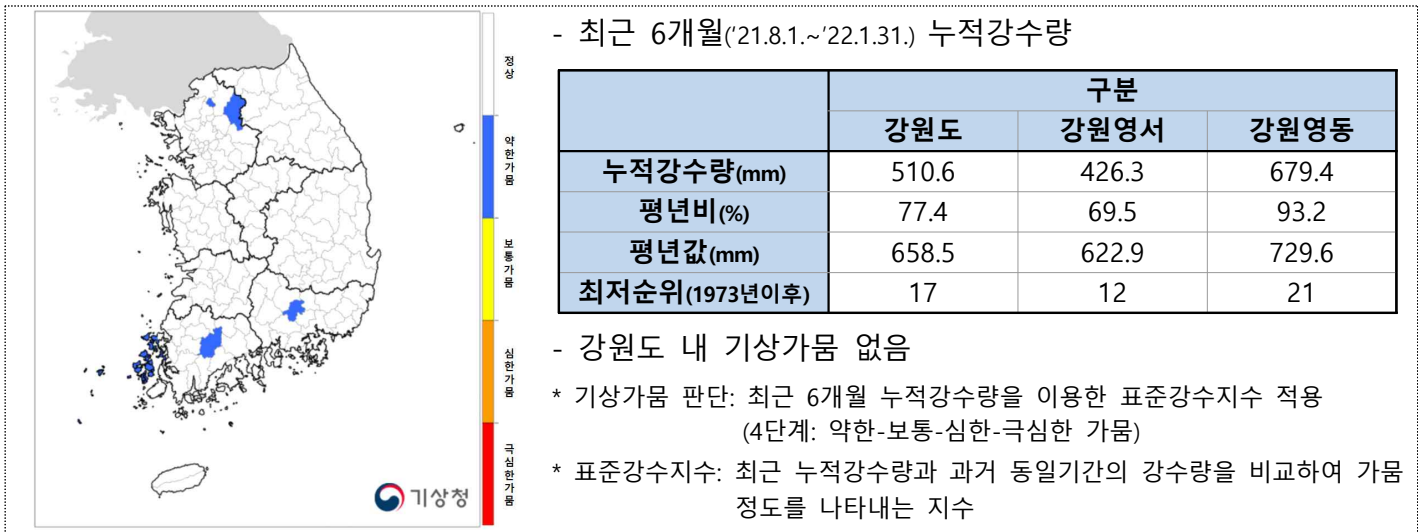 정상
약한가뭄
보통가뭄
심한가뭄
극심한가뭄
기상청
- 최근 6개월('21.8.1.~'22.1.31.) 누적강수량
구분
강원도 강원영서 강원영동
누적강수량(mm) 510.6 426.3 679.4
평년비(%) 77.4 69.5 93.2
평년값(mm) 658.5 622.9 729.6
최저순위(1973년이후) 17 12 21
- 강원도 내 기상가뭄 없음
* 기상가뭄 판단: 최근 6개월 누적강수량을 이용한 표준강수지수 적용
(4단계: 약한-보통-심한-극심한 가뭄)
* 표준강수지수: 최근 누적강수량과 과거 동일기간의 강수량을 비교하여 가뭄
정도를 나타내는 지수